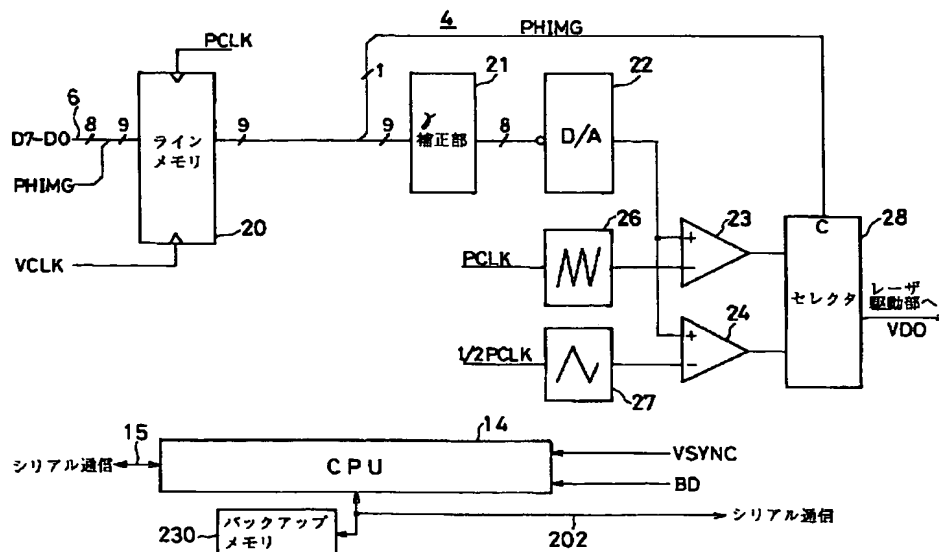 4
PHIMG
PCLK
1
21
22
6
D7~D0
8
9
ライン
メモリ
9
9
γ
補正部
8
D/A
PHIMG
20
VCLK
26
23
C
28
PCLK
+
−
セレクタ
レーザ
駆動部へ
VDO
24
1/2PCLK
+
−
27
14
15
シリアル通信
CPU
VSYNC
BD
230
バックアップ
メモリ
202
シリアル通信